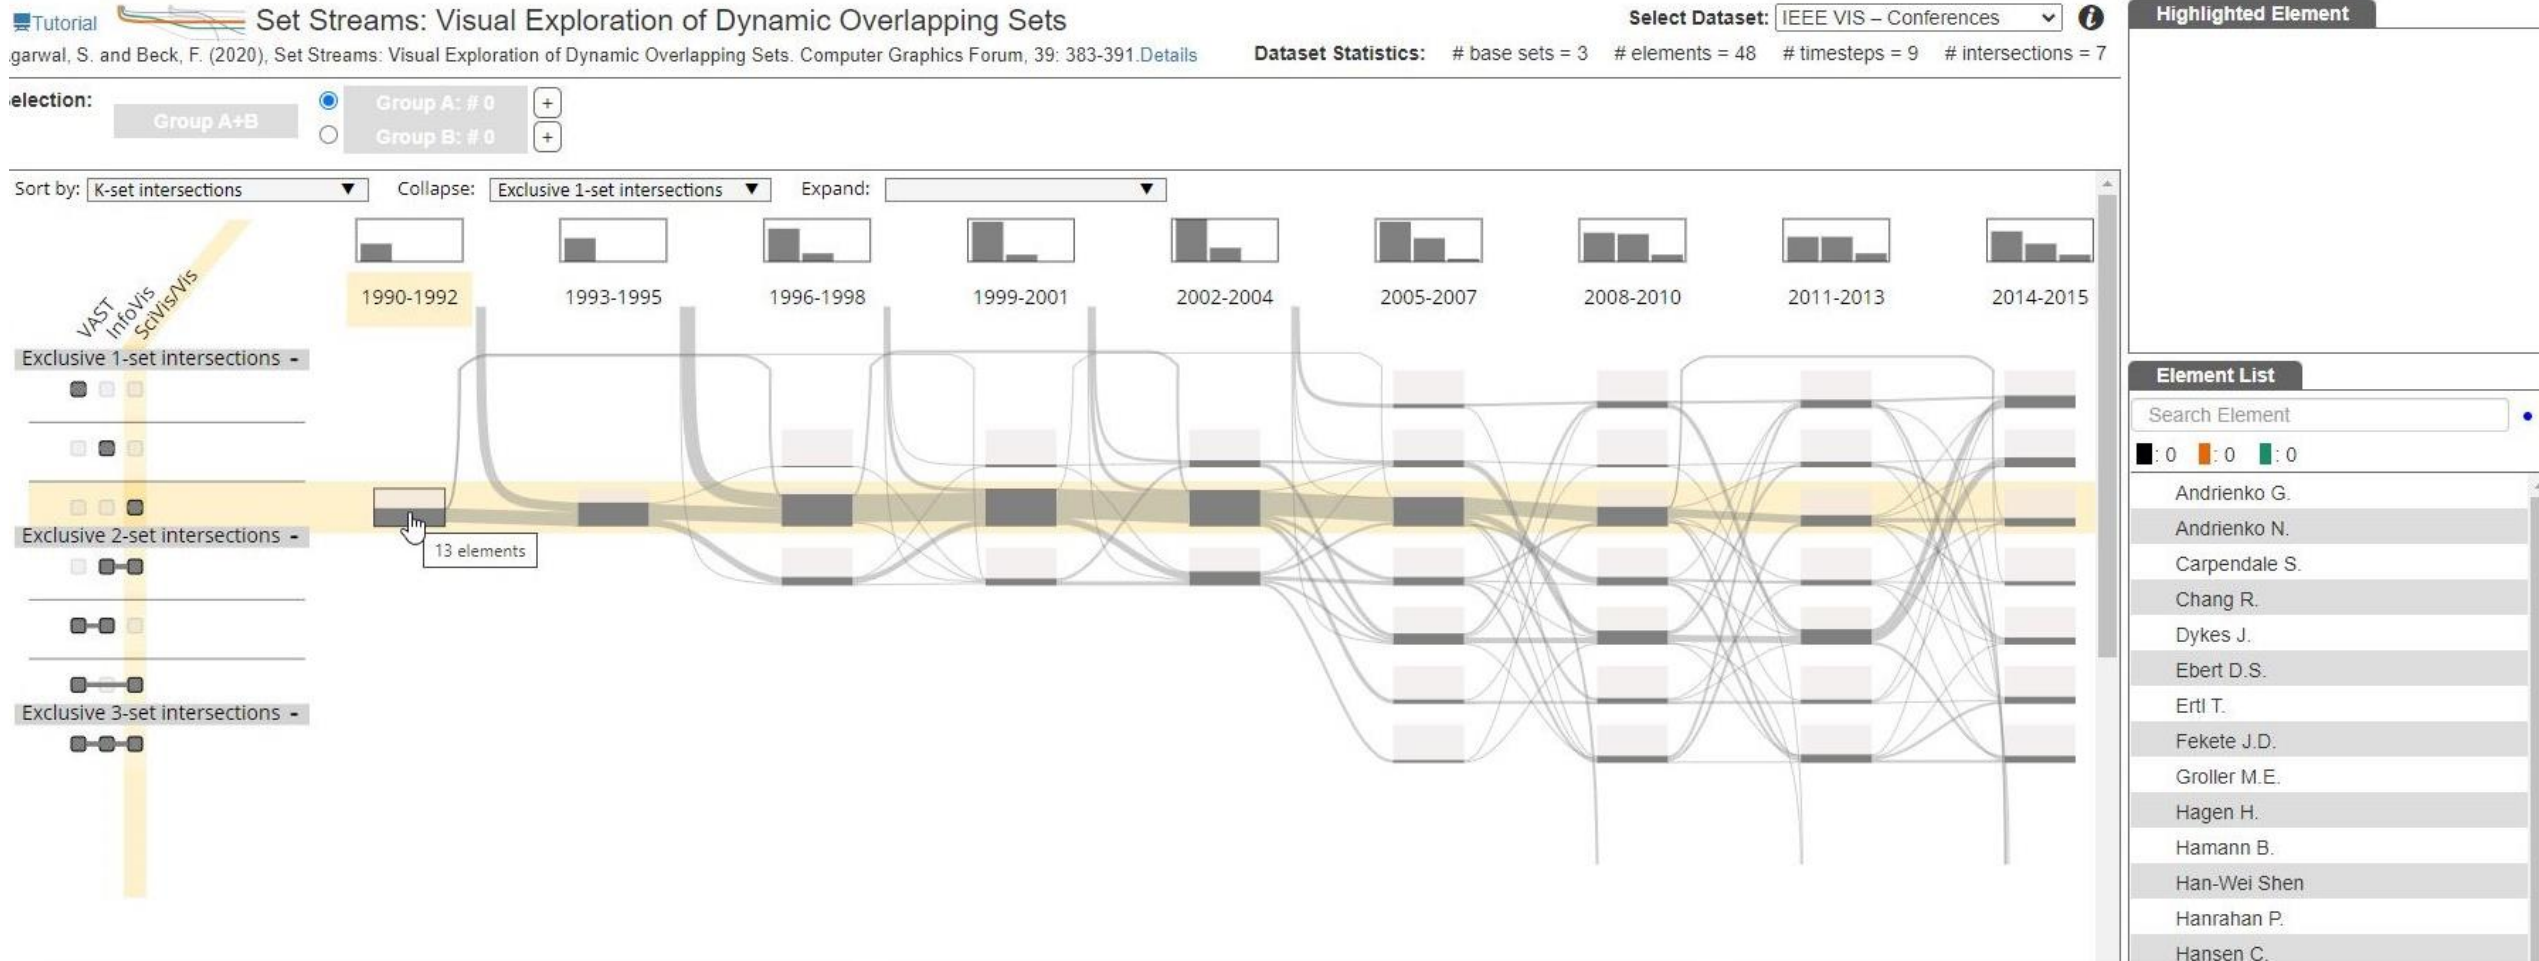 Tutorial
Set Streams: Visual Exploration of Dynamic Overlapping Sets
Select Dataset: IEEE VIS – Conferences
garwal, S. and Beck, F. (2020), Set Streams: Visual Exploration of Dynamic Overlapping Sets. Computer Graphics Forum, 39: 383-391.Details
Dataset Statistics: # base sets = 3 # elements = 48 # timesteps = 9 # intersections = 7
election:
Group A+B
Group A: # 0 +
Group B: # 0 +
Sort by: K-set intersections Collapse: Exclusive 1-set intersections Expand:
1990-1992 1993-1995 1996-1998 1999-2001 2002-2004 2005-2007 2008-2010 2011-2013 2014-2015
VAST
InfoVis
SciVis/Vis
Exclusive 1-set intersections -
Exclusive 2-set intersections -
13 elements
Exclusive 3-set intersections -
Highlighted Element
Element List
Search Element
: 0 : 0 : 0
Andrienko G.
Andrienko N.
Carpendale S.
Chang R.
Dykes J.
Ebert D.S.
Ertl T.
Fekete J.D.
Groller M.E.
Hagen H.
Hamann B.
Han-Wei Shen
Hanrahan P.
Hansen C.